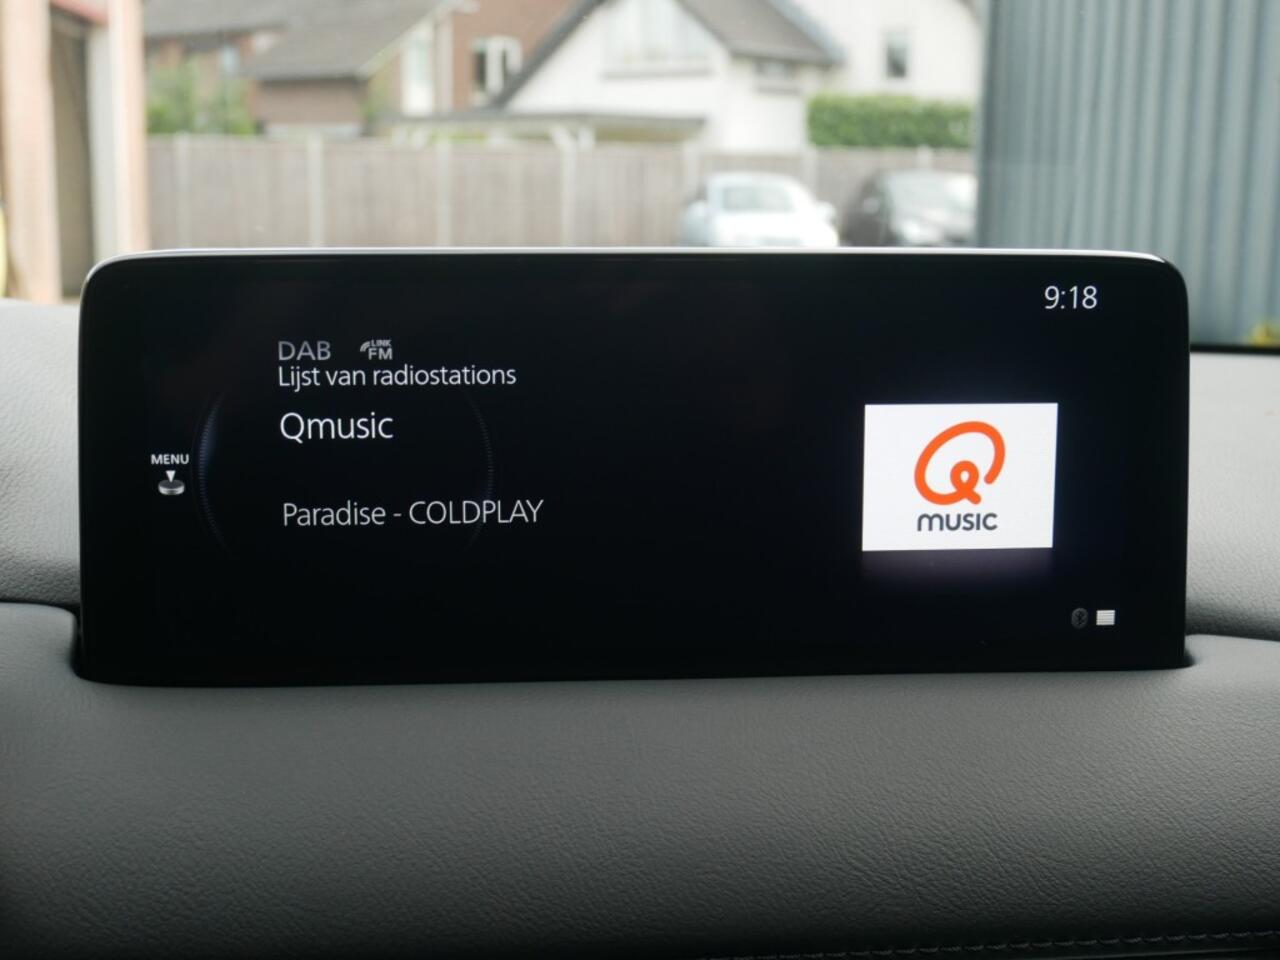 9:18
DAB LINK FM
Lijst van radiostations
Qmusic
MENU
Paradise - COLDPLAY
Q
MUSIC